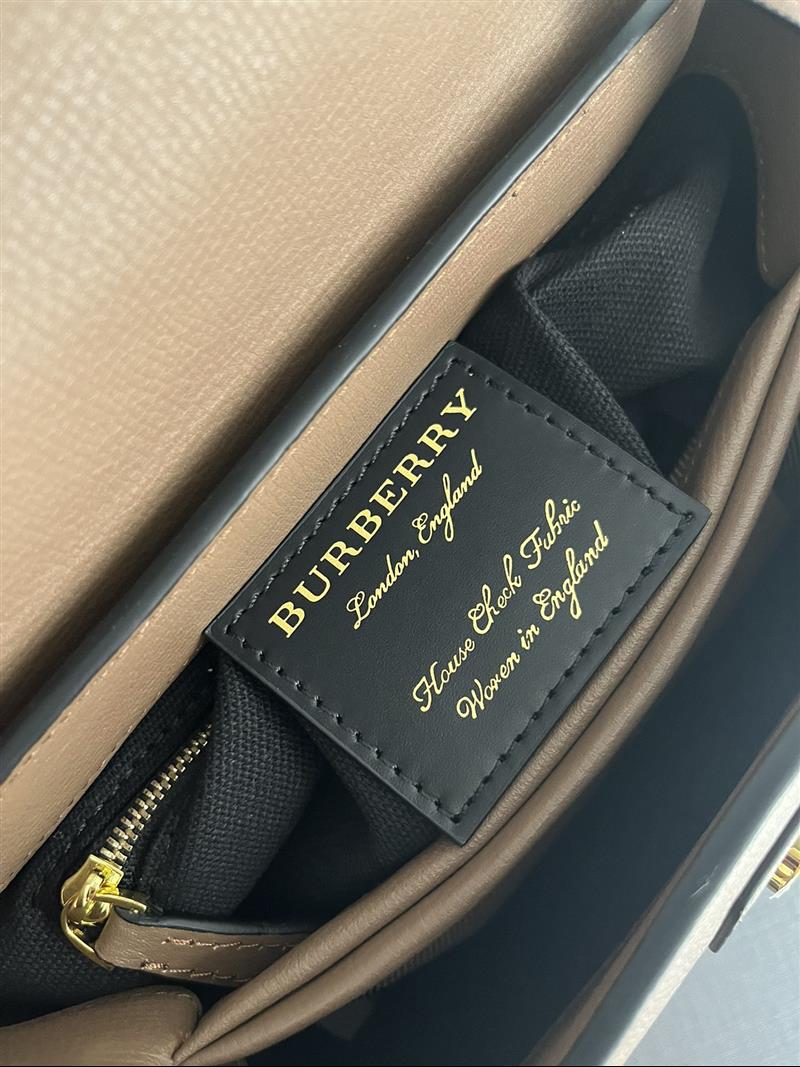 BURBERRY
London, England
House Check Fabric
Woven in England